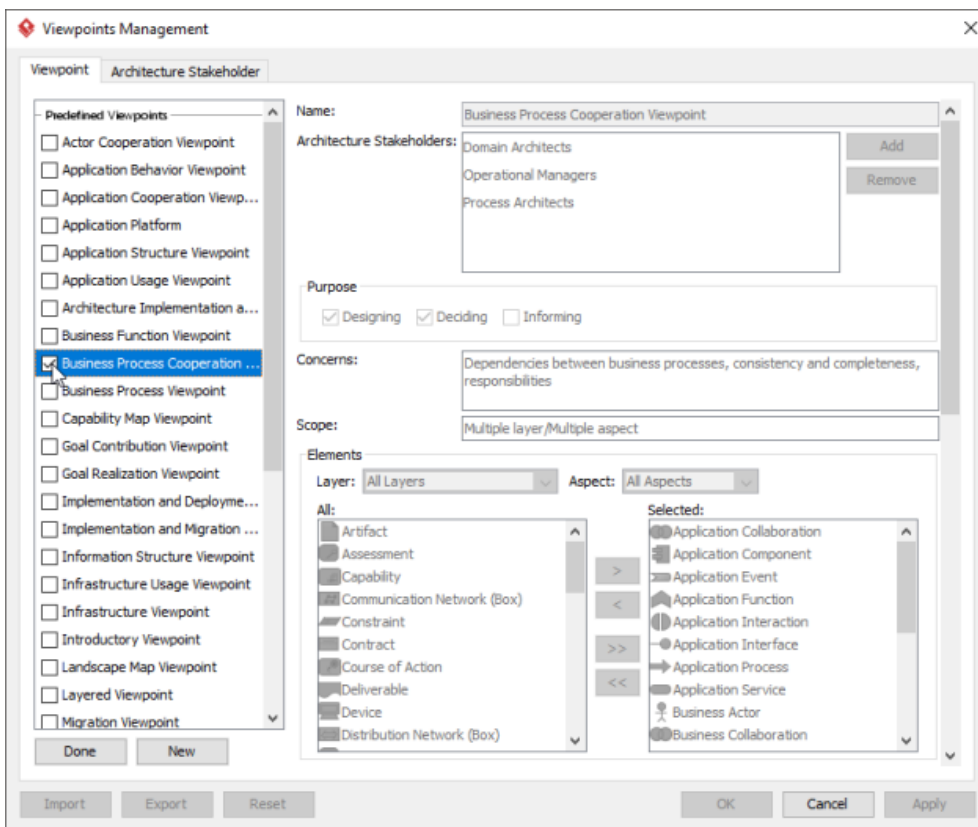 Viewpoints Management
Viewpoint
Architecture Stakeholder
Predefined Viewpoints
Actor Cooperation Viewpoint
Application Behavior Viewpoint
Application Cooperation Viewp...
Application Platform
Application Structure Viewpoint
Application Usage Viewpoint
Architecture Implementation a...
Business Function Viewpoint
Business Process Cooperation ...
Business Process Viewpoint
Capability Map Viewpoint
Goal Contribution Viewpoint
Goal Realization Viewpoint
Implementation and Deployme...
Implementation and Migration ...
Information Structure Viewpoint
Infrastructure Usage Viewpoint
Infrastructure Viewpoint
Introductory Viewpoint
Landscape Map Viewpoint
Layered Viewpoint
Migration Viewpoint
Done
New
Name:
Business Process Cooperation Viewpoint
Architecture Stakeholders:
Domain Architects
Operational Managers
Process Architects
Add
Remove
Purpose
Designing
Deciding
Informing
Concerns:
Dependencies between business processes, consistency and completeness,
responsibilities
Scope:
Multiple layer/Multiple aspect
Elements
Layer:
All Layers
Aspect:
All Aspects
All:
Artifact
Assessment
Capability
Communication Network (Box)
Constraint
Contract
Course of Action
Deliverable
Device
Distribution Network (Box)
>
<
>>
<<
Selected:
Application Collaboration
Application Component
Application Event
Application Function
Application Interaction
Application Interface
Application Process
Application Service
Business Actor
Business Collaboration
Import
Export
Reset
OK
Cancel
Apply